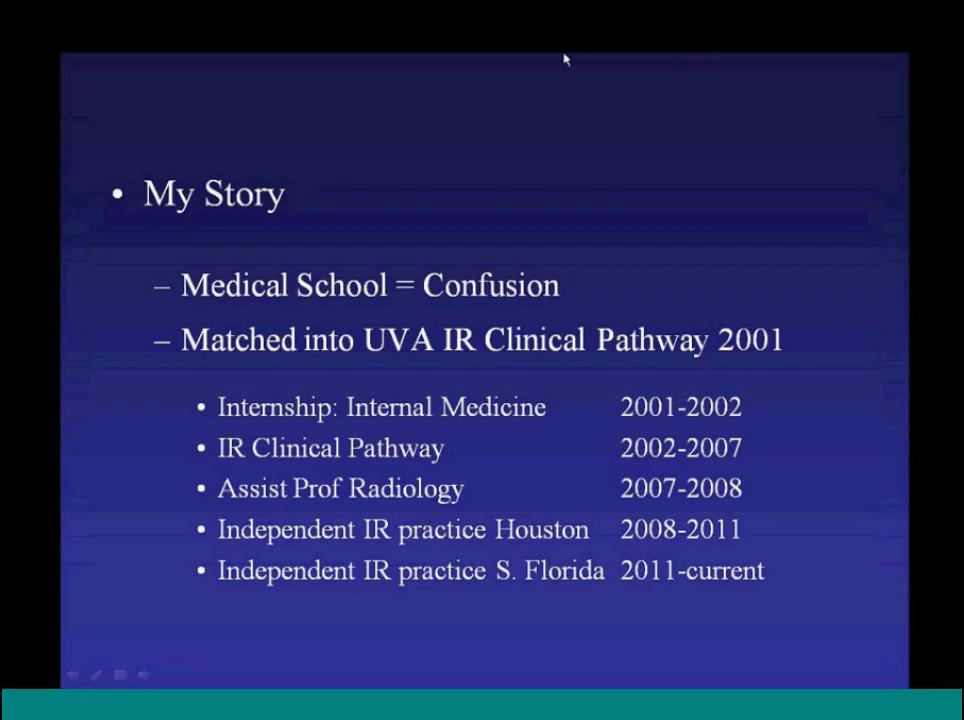 • My Story
– Medical School = Confusion
– Matched into UVA IR Clinical Pathway 2001
• Internship: Internal Medicine 2001-2002
• IR Clinical Pathway 2002-2007
• Assist Prof Radiology 2007-2008
• Independent IR practice Houston 2008-2011
• Independent IR practice S. Florida 2011-current